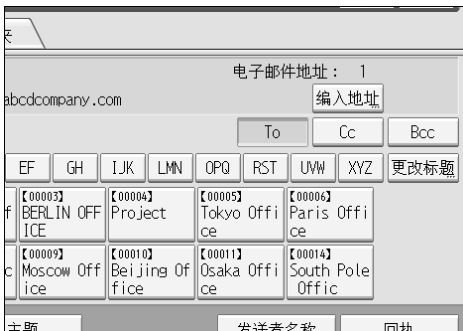 夹
电子邮件地址： 1
abcdcompany.com
编入地址
To Cc Bcc
EF GH IJK LMN OPQ RST UVW XYZ 更改标题
【00003】 【00004】 【00005】 【00006】
f BERLIN OFF Project Tokyo Offi Paris Offi
ICE ce ce
【00009】 【00010】 【00011】 【00014】
c Moscow Off Beijing Of Osaka Offi South Pole
ice fice ce Offic
主题 发送者名称